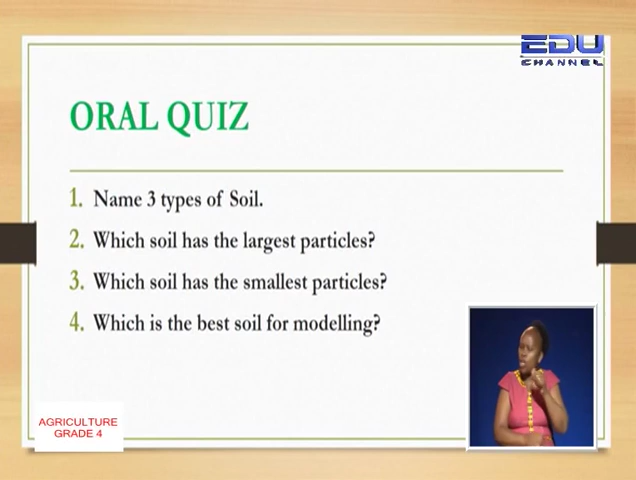 EDU
CHANNEL
ORAL QUIZ
1. Name 3 types of Soil.
2. Which soil has the largest particles?
3. Which soil has the smallest particles?
4. Which is the best soil for modelling?
AGRICULTURE
GRADE 4